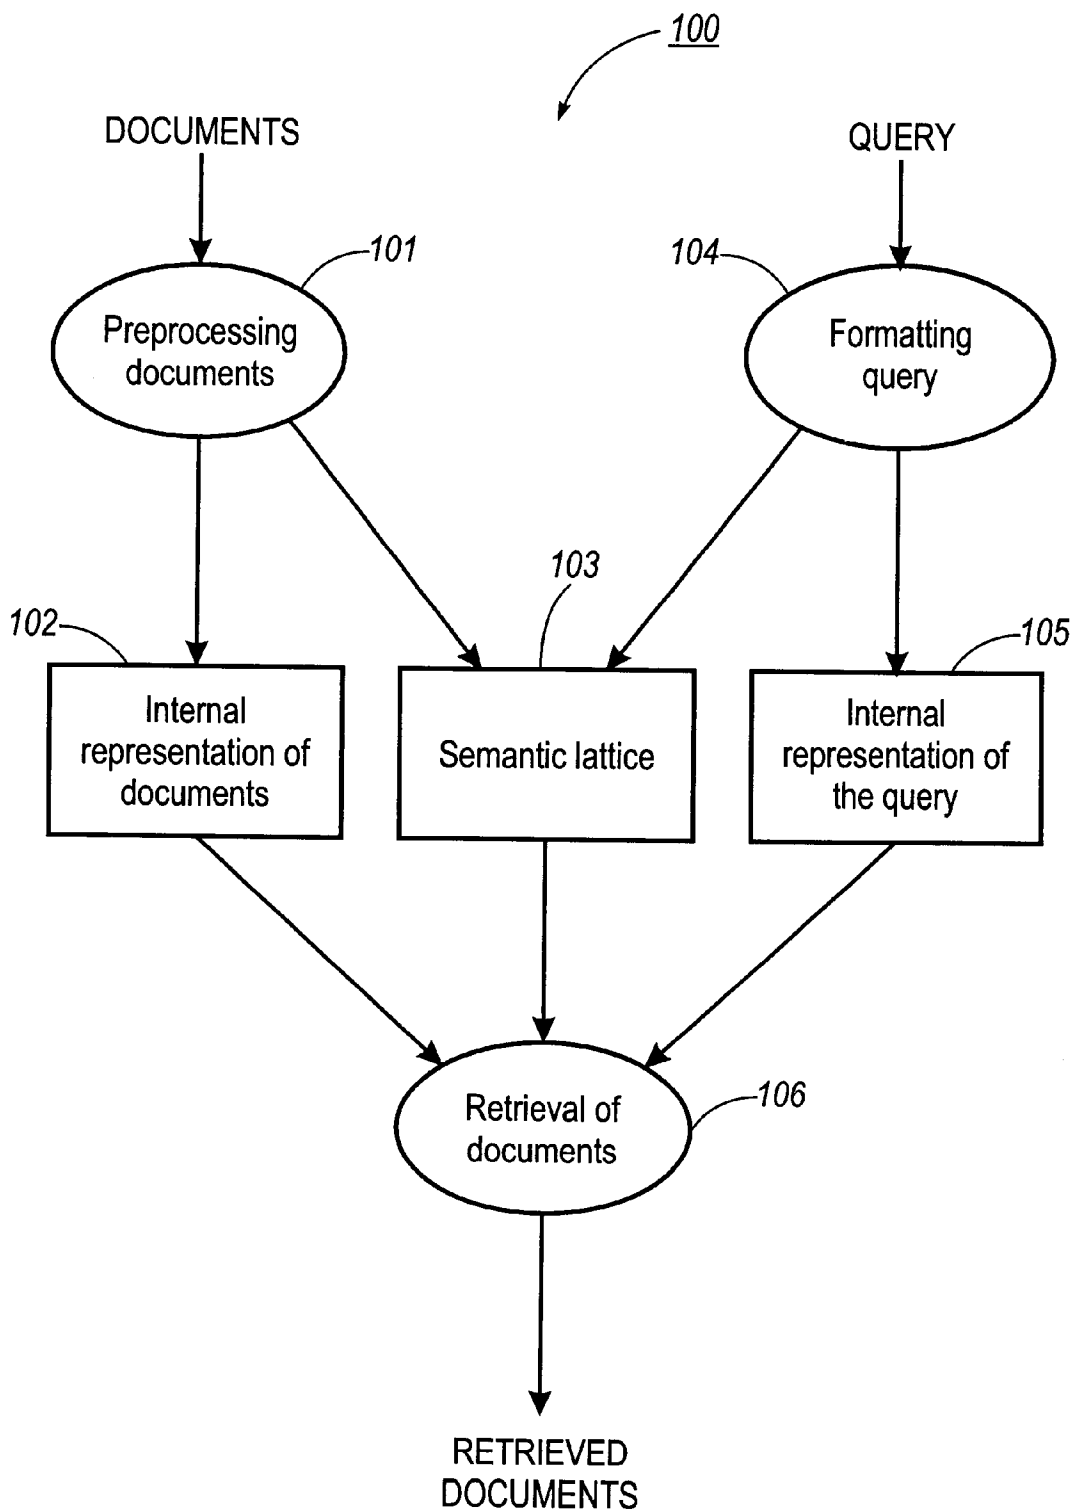 100
DOCUMENTS
QUERY
101
104
Preprocessing
documents
Formatting
query
103
102
105
Internal
representation of
documents
Semantic lattice
Internal
representation of
the query
Retrieval of
documents
106
RETRIEVED
DOCUMENTS